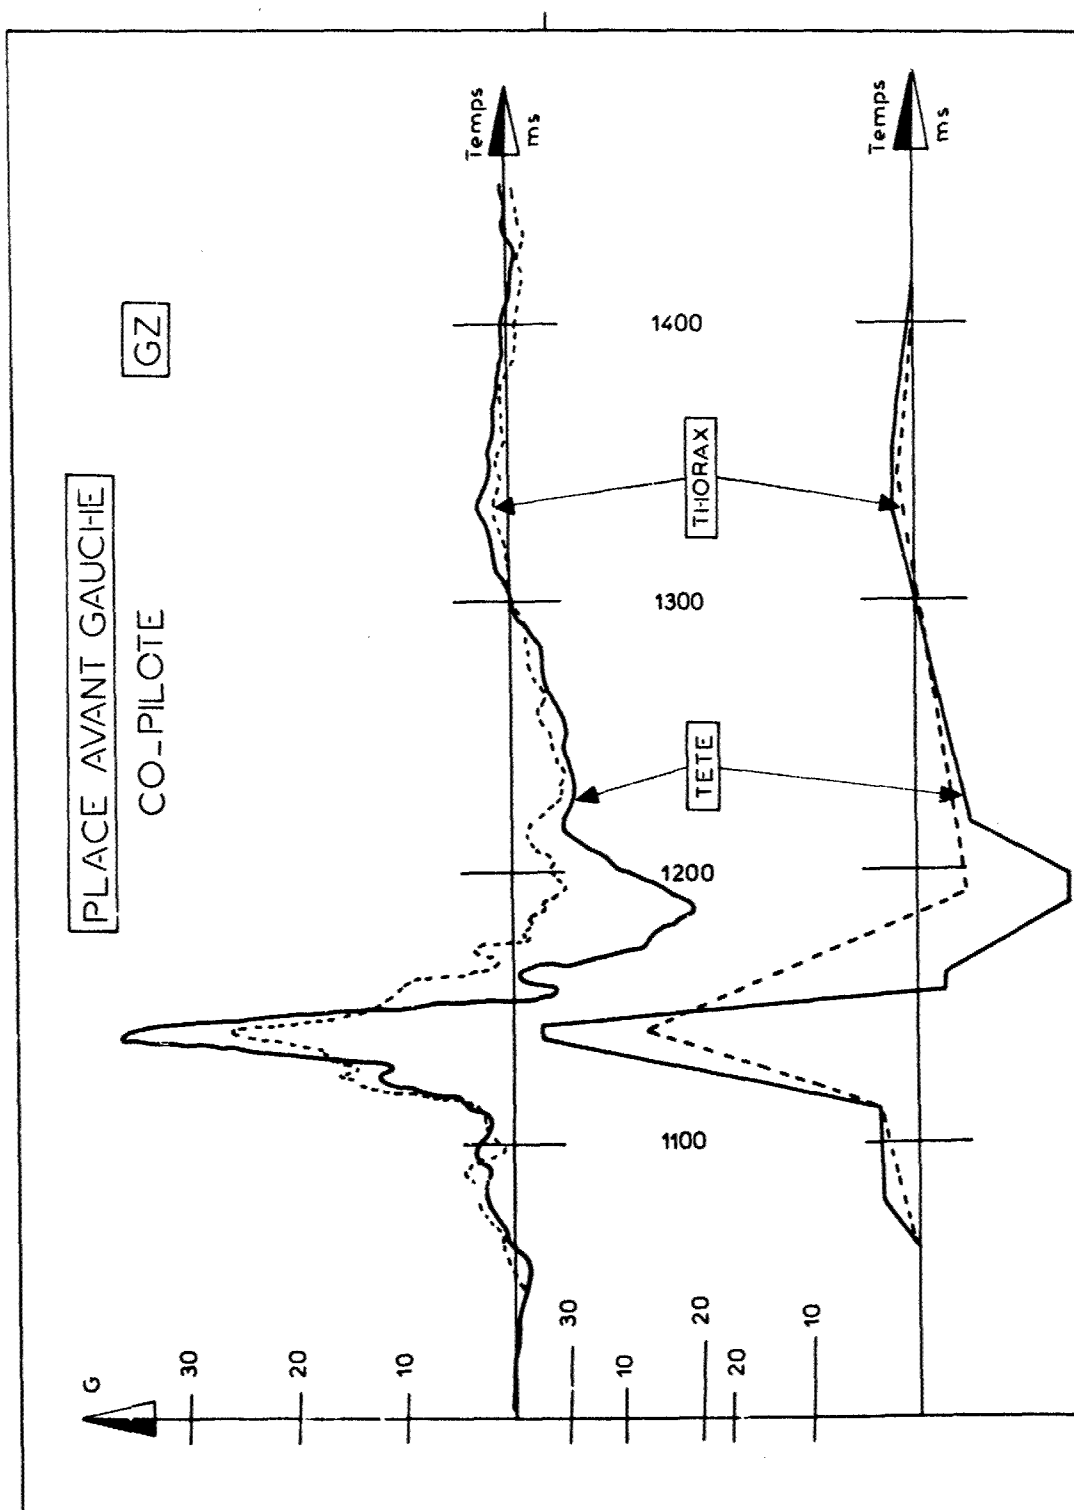 PLACE AVANT GAUCHE
CO_PILOTE
GZ
G
30
20
10
10
20
Temps
ms
1100
1200
1300
1400
TETE
THORAX
30
20
10
Temps
ms